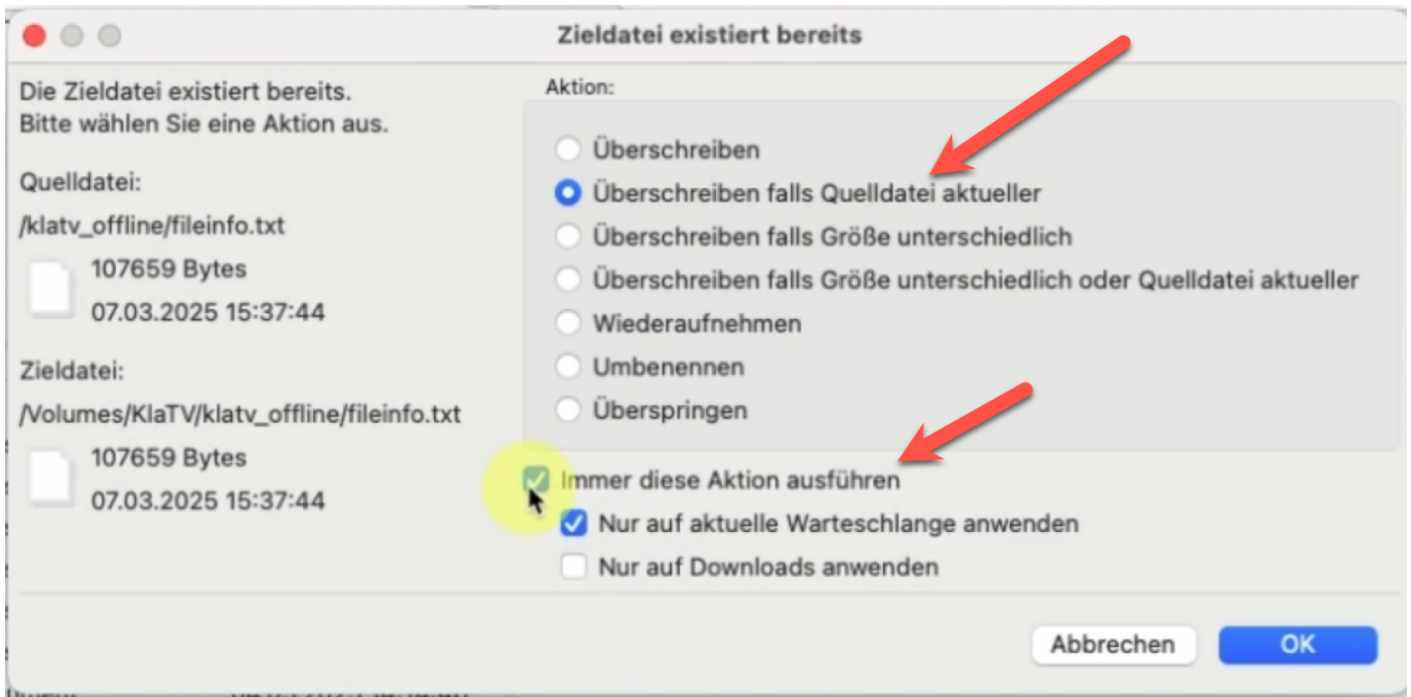 Zieldatei existiert bereits
Die Zieldatei existiert bereits.
Bitte wählen Sie eine Aktion aus.
Quelldatei:
/klatv_offline/fileinfo.txt
107659 Bytes
07.03.2025 15:37:44
Zieldatei:
/Volumes/KlaTV/klatv_offline/fileinfo.txt
107659 Bytes
07.03.2025 15:37:44
Aktion:
Überschreiben
Überschreiben falls Quelldatei aktueller
Überschreiben falls Größe unterschiedlich
Überschreiben falls Größe unterschiedlich oder Quelldatei aktueller
Wiederaufnehmen
Umbenennen
Überspringen
Immer diese Aktion ausführen
Nur auf aktuelle Warteschlange anwenden
Nur auf Downloads anwenden
Abbrechen
OK